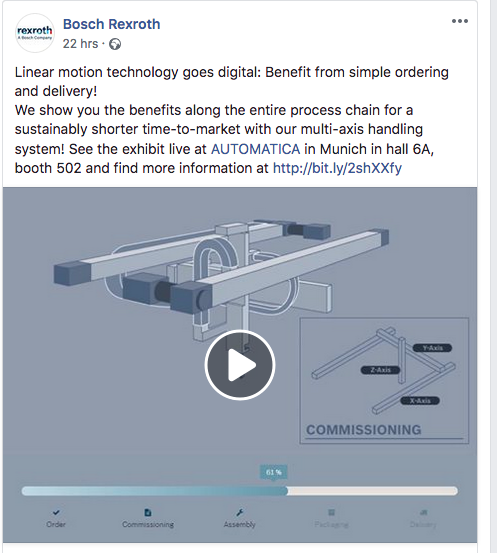 rexroth
A Bosch Company
Bosch Rexroth
22 hrs ·
Linear motion technology goes digital: Benefit from simple ordering
and delivery!
We show you the benefits along the entire process chain for a
sustainably shorter time-to-market with our multi-axis handling
system! See the exhibit live at AUTOMATICA in Munich in hall 6A,
booth 502 and find more information at http://bit.ly/2shXXfy
Y-Axis
Z-Axis
X-Axis
COMMISSIONING
61 %
Order Commissioning Assembly Packaging Delivery